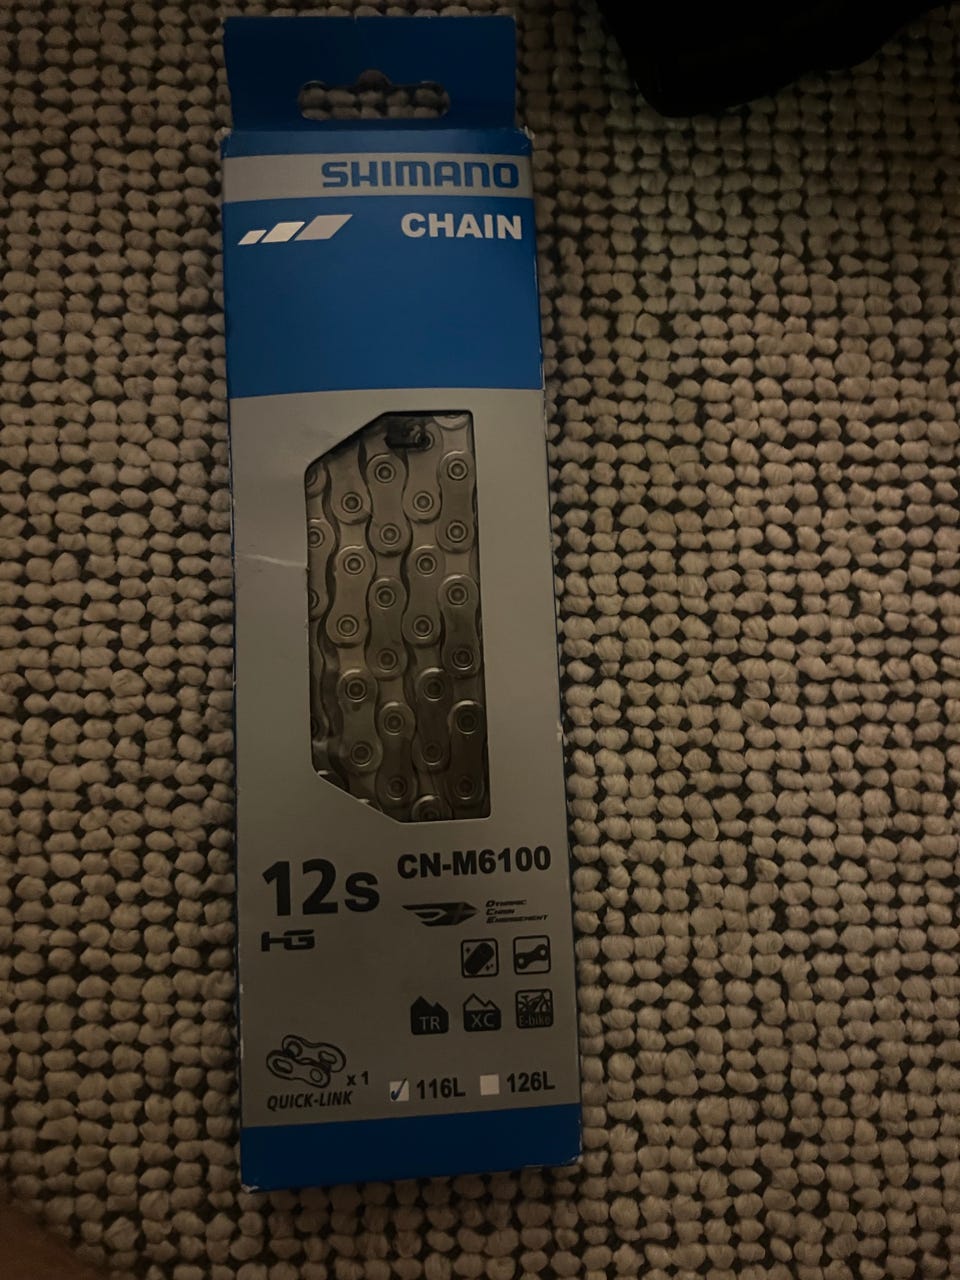 SHIMANO
CHAIN
12s
CN-M6100
DYNAMIC
CHAIN
ENGAGEMENT
HG
TR
XC
E-bike
x 1
QUICK-LINK
116L
126L